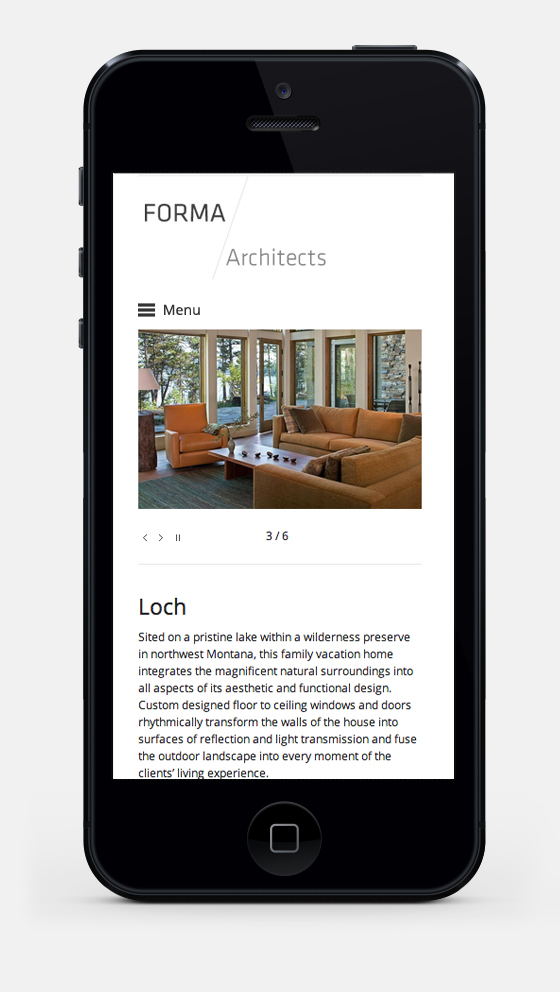 FORMA
Architects
Menu
3 / 6
Loch
Sited on a pristine lake within a wilderness preserve
in northwest Montana, this family vacation home
integrates the magnificent natural surroundings into
all aspects of its aesthetic and functional design.
Custom designed floor to ceiling windows and doors
rhythmically transform the walls of the house into
surfaces of reflection and light transmission and fuse
the outdoor landscape into every moment of the
clients’ living experience.